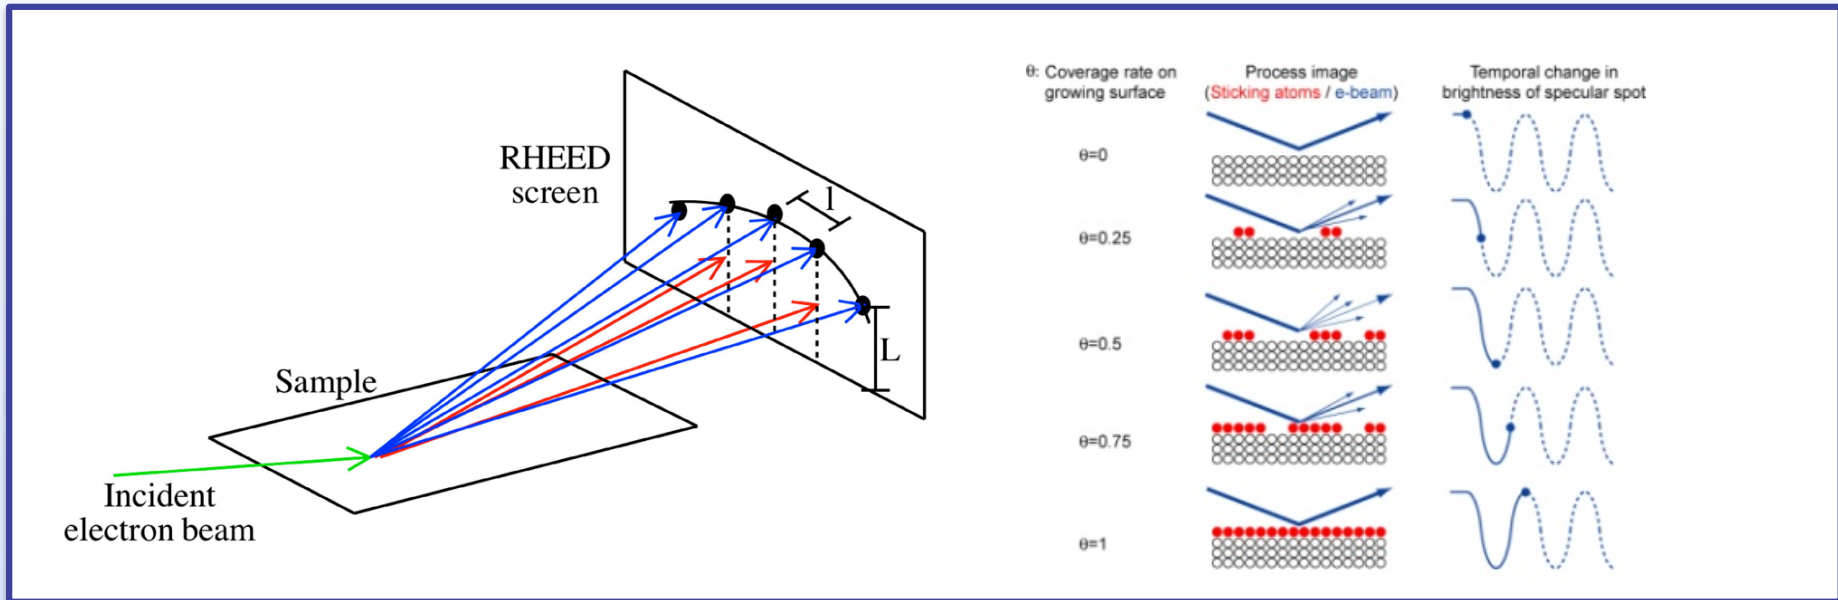 RHEED
screen
l
L
Sample
Incident
electron beam
θ: Coverage rate on
growing surface
Process image
(Sticking atoms / e-beam)
Temporal change in
brightness of specular spot
θ=0
θ=0.25
θ=0.5
θ=0.75
θ=1